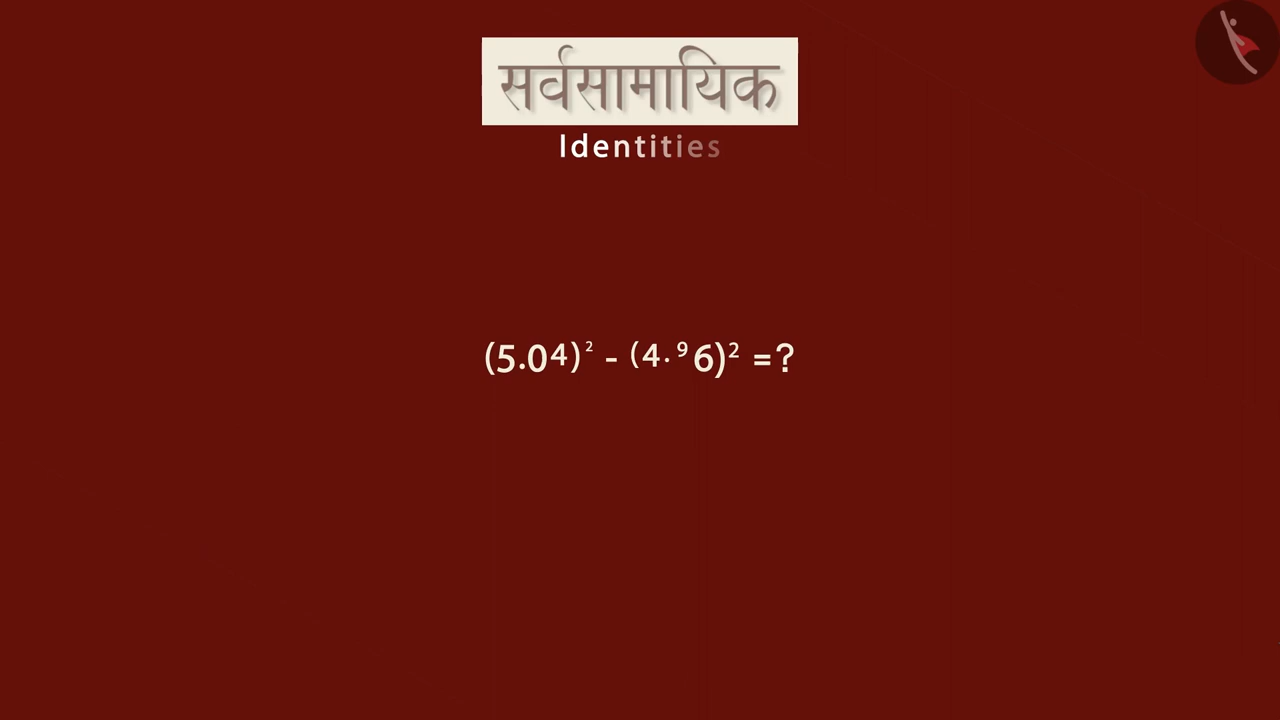 सर्वसामायिक
Identities
(5.04)² - (4.96)² =?